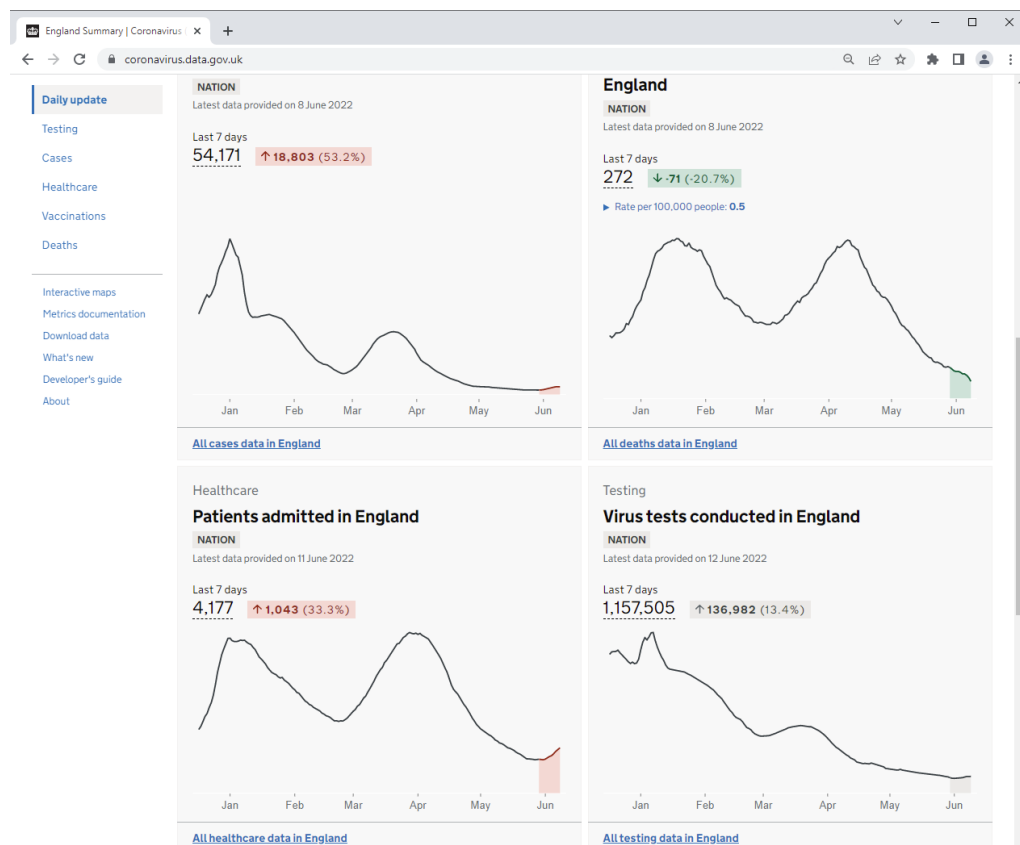 England Summary | Coronavirus
coronavirus.data.gov.uk
Daily update
Testing
Cases
Healthcare
Vaccinations
Deaths
Interactive maps
Metrics documentation
Download data
What's new
Developer's guide
About
NATION
Latest data provided on 8 June 2022
Last 7 days
54,171 ↑ 18,803 (53.2%)
Jan Feb Mar Apr May Jun
All cases data in England
England
NATION
Latest data provided on 8 June 2022
Last 7 days
272 ↓ -71 (-20.7%)
► Rate per 100,000 people: 0.5
Jan Feb Mar Apr May Jun
All deaths data in England
Healthcare
Patients admitted in England
NATION
Latest data provided on 11 June 2022
Last 7 days
4,177 ↑ 1,043 (33.3%)
Jan Feb Mar Apr May Jun
All healthcare data in England
Testing
Virus tests conducted in England
NATION
Latest data provided on 12 June 2022
Last 7 days
1,157,505 ↑ 136,982 (13.4%)
Jan Feb Mar Apr May Jun
All testing data in England